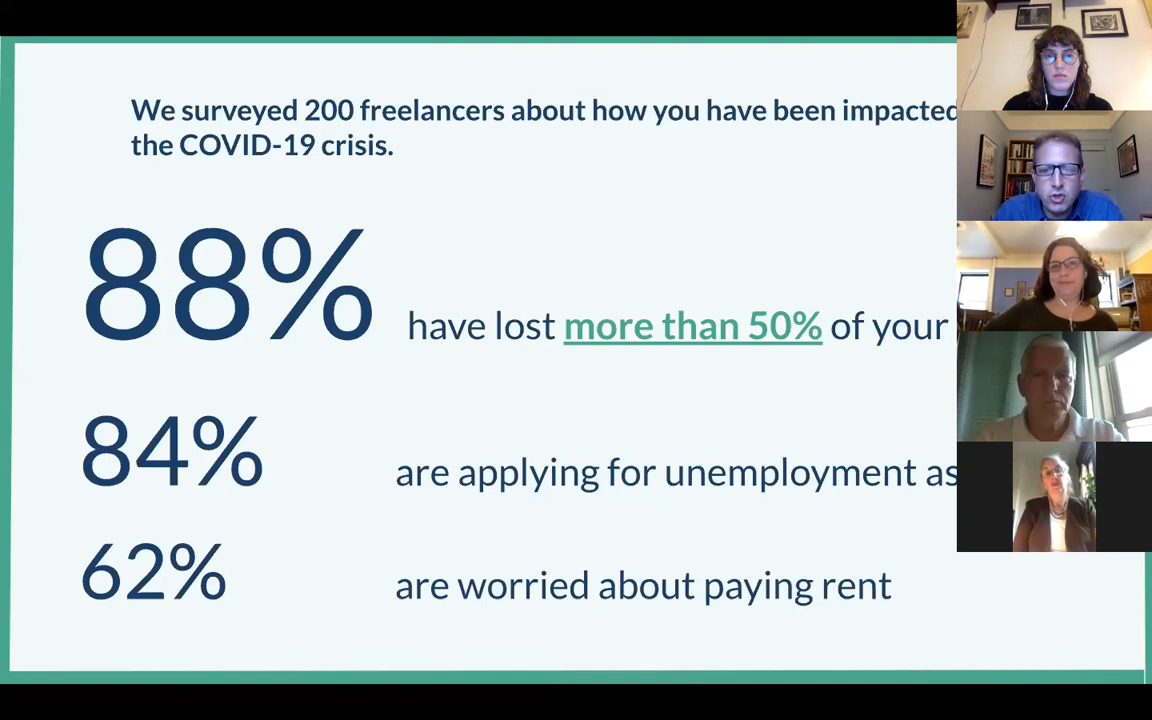 We surveyed 200 freelancers about how you have been impacted
the COVID-19 crisis.
88% have lost more than 50% of your
84% are applying for unemployment as
62% are worried about paying rent